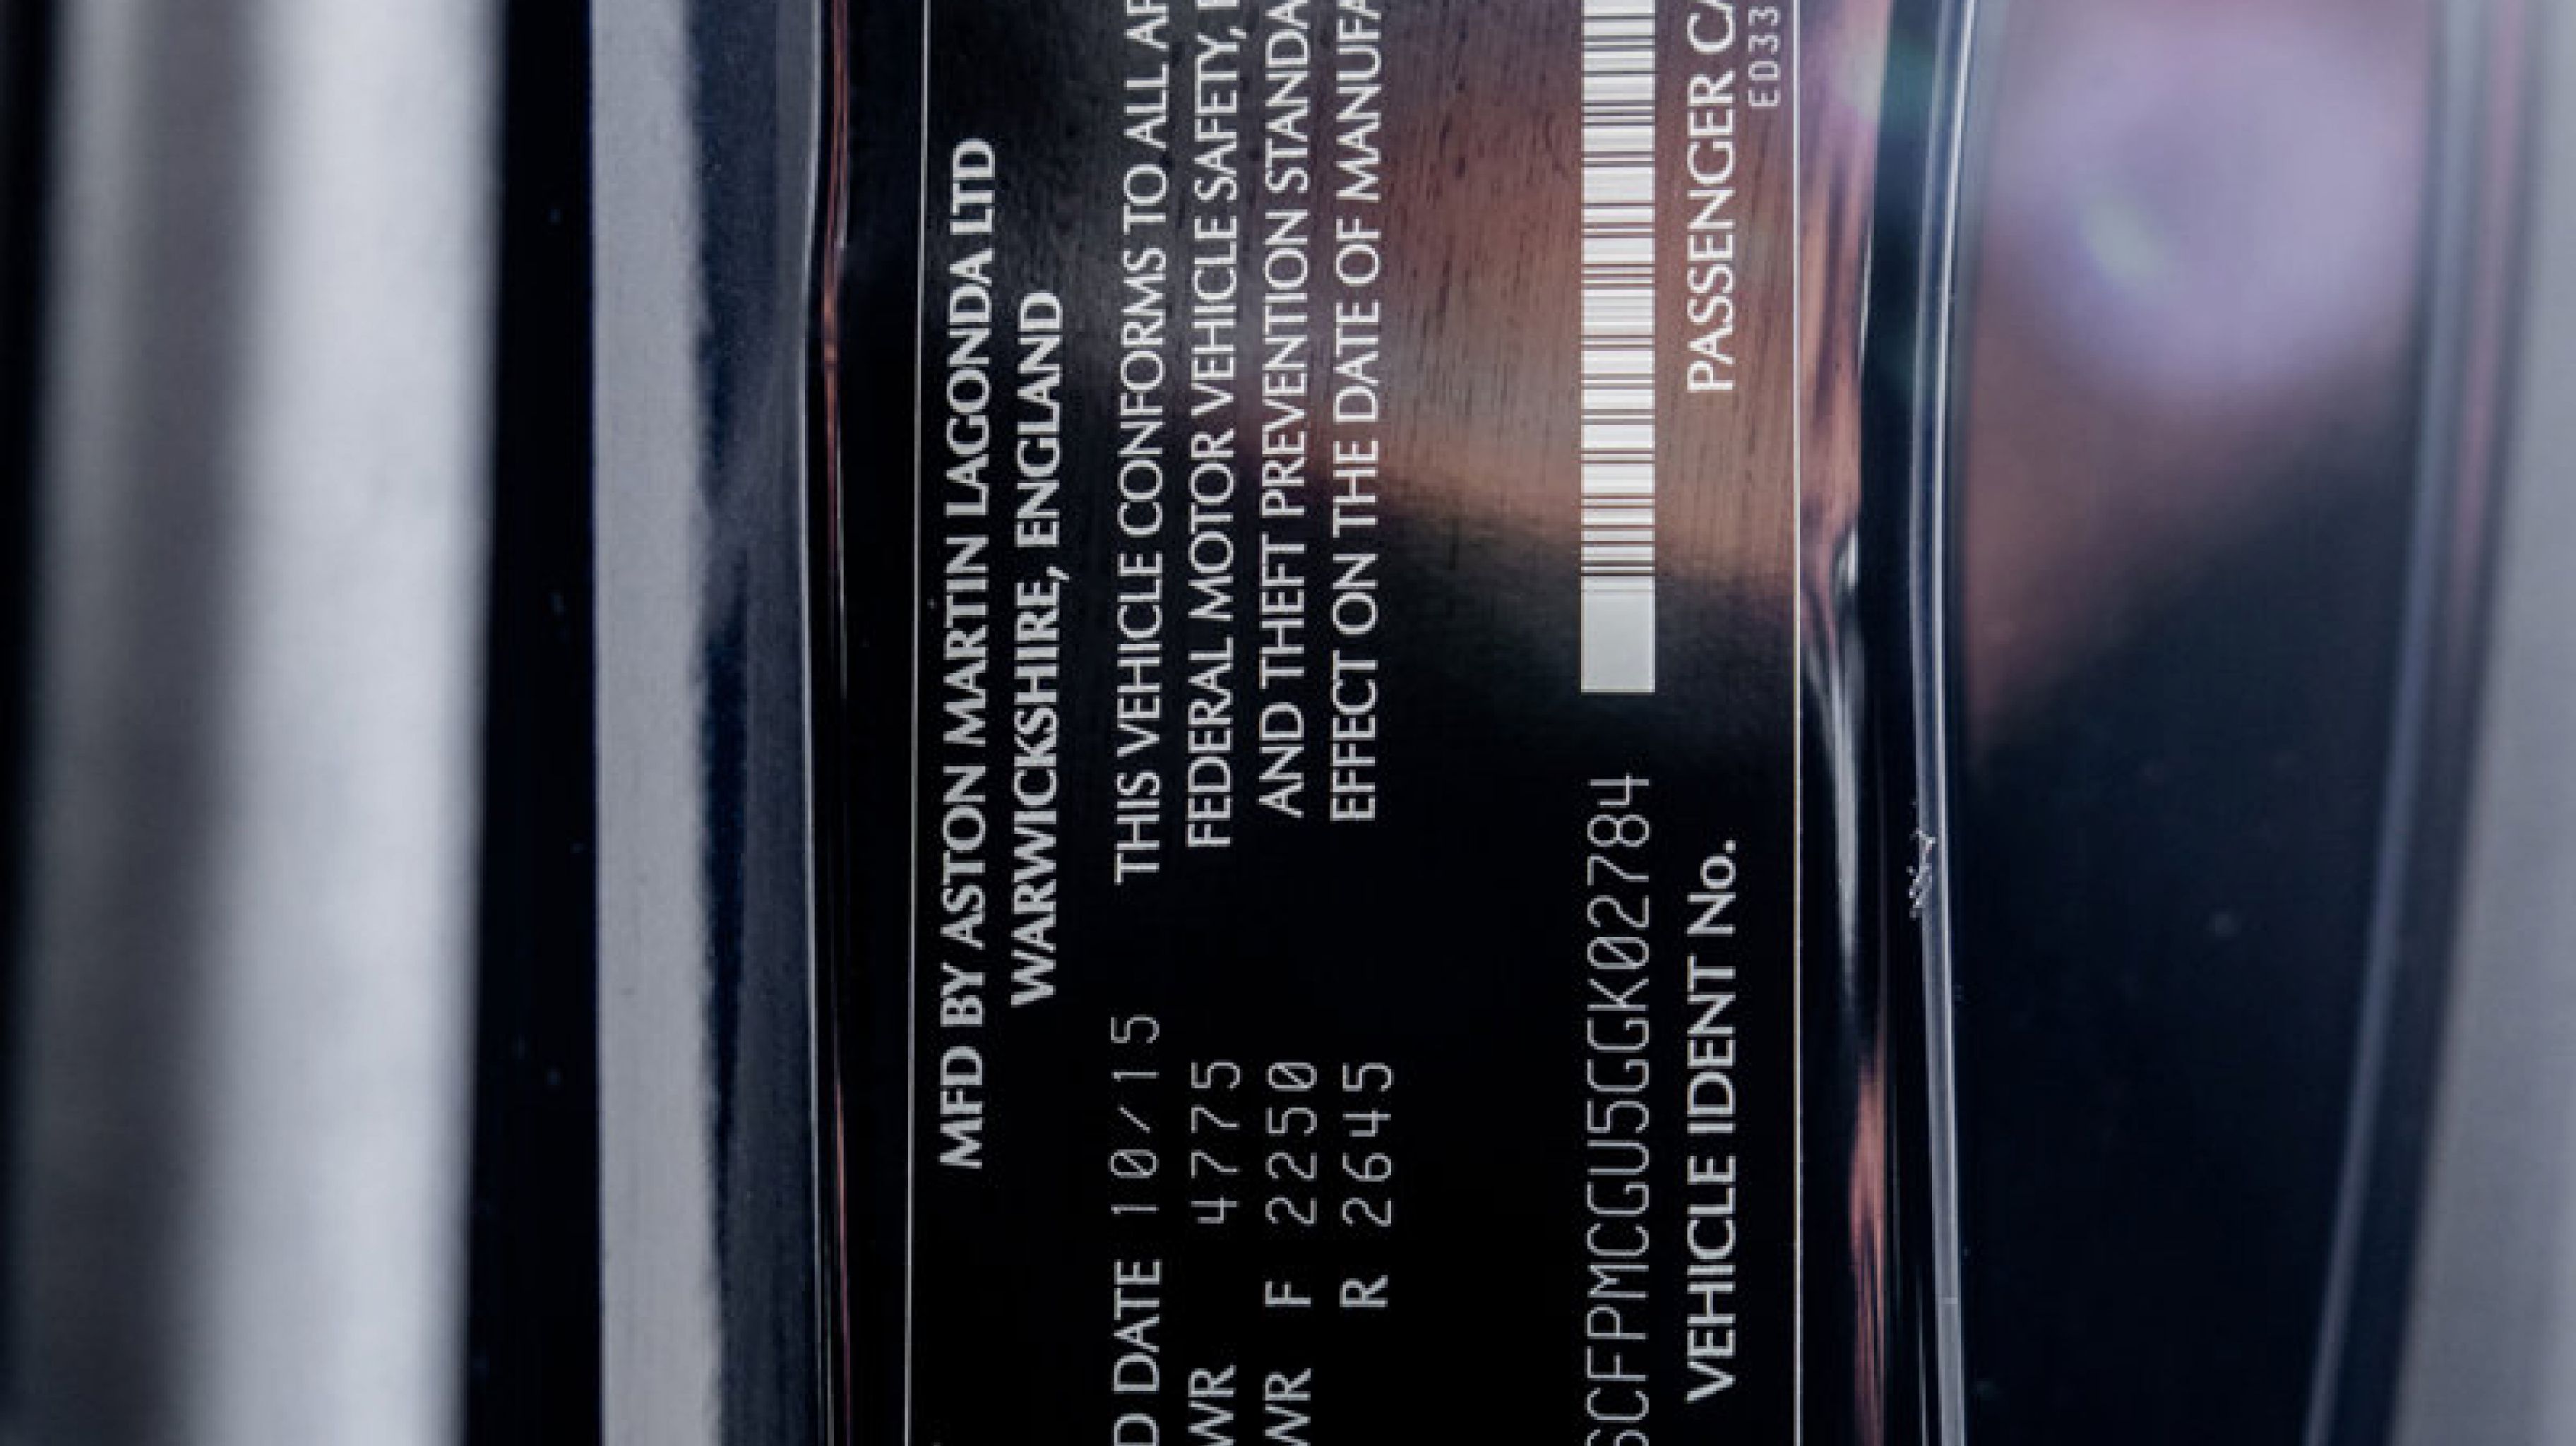 MFD BY ASTON MARTIN LAGONDA LTD
WARWICKSHIRE, ENGLAND
D DATE 10/15 THIS VEHICLE CONFORMS TO ALL AP
WR 4775 FEDERAL MOTOR VEHICLE SAFETY,
WR F 2250 AND THEFT PREVENTION STANDA
R 2645 EFFECT ON THE DATE OF MANUFA
SCFPMCGU5GGK02784
VEHICLE IDENT No. PASSENGER CA
ED33